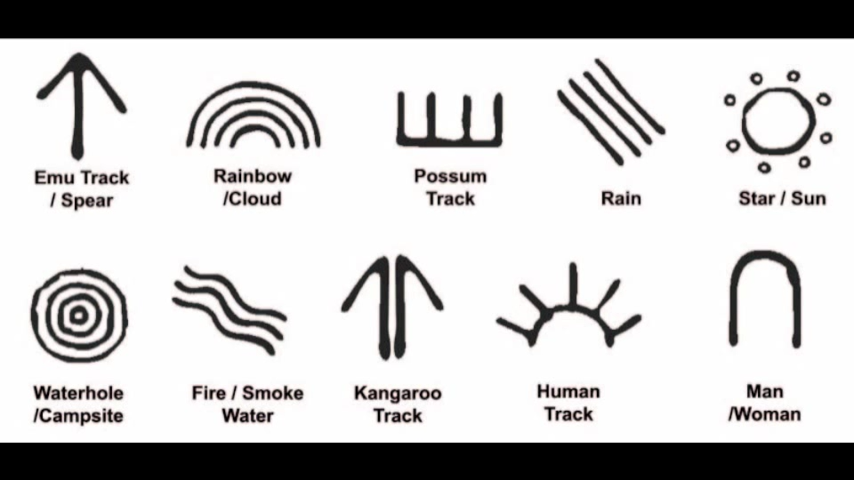 Emu Track
/ Spear
Rainbow
/Cloud
Possum
Track
Rain
Star / Sun
Waterhole
/Campsite
Fire / Smoke
Water
Kangaroo
Track
Human
Track
Man
/Woman